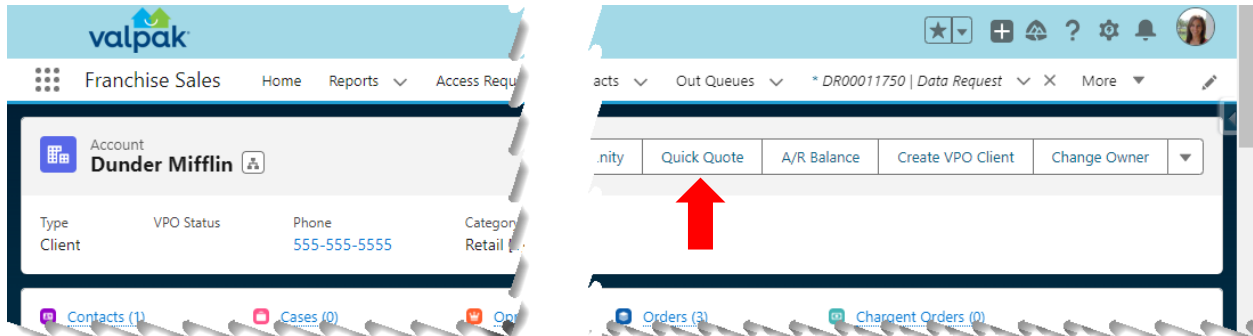 valpak
Franchise Sales Home Reports Access Requ acts Out Queues * DR00011750 | Data Request More
Account
Dunder Mifflin
nity Quick Quote A/R Balance Create VPO Client Change Owner
Type VPO Status Phone Categor
Client 555-555-5555 Retail
Contacts (1) Cases (0) Opp Orders (3) Chargent Orders (0)